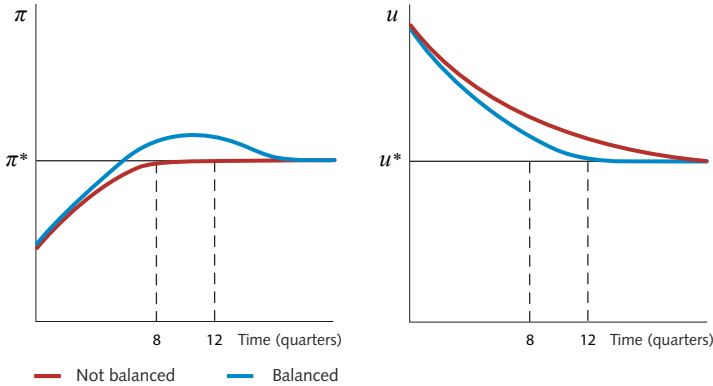 π
π*
8 12 Time (quarters)
u
u*
8 12 Time (quarters)
Not balanced Balanced